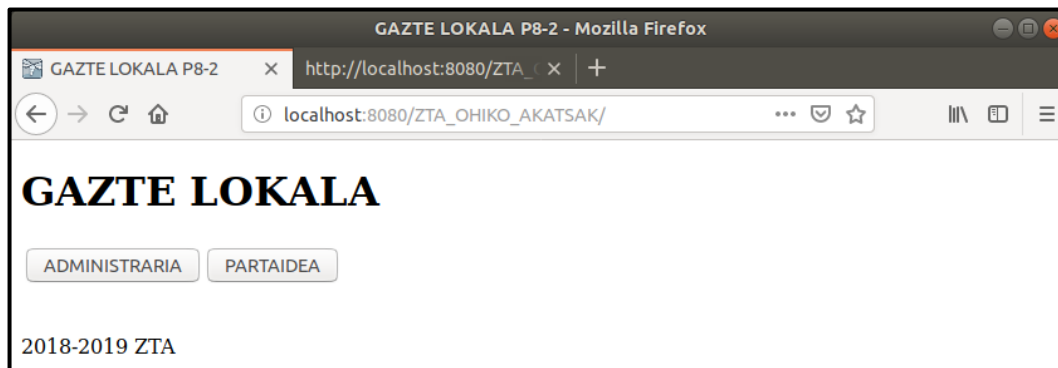 GAZTE LOKALA P8-2 - Mozilla Firefox
GAZTE LOKALA P8-2
http://localhost:8080/ZTA_
localhost:8080/ZTA_OHIKO_AKATSAK/
GAZTE LOKALA
ADMINISTRARIA PARTAIDEA
2018-2019 ZTA